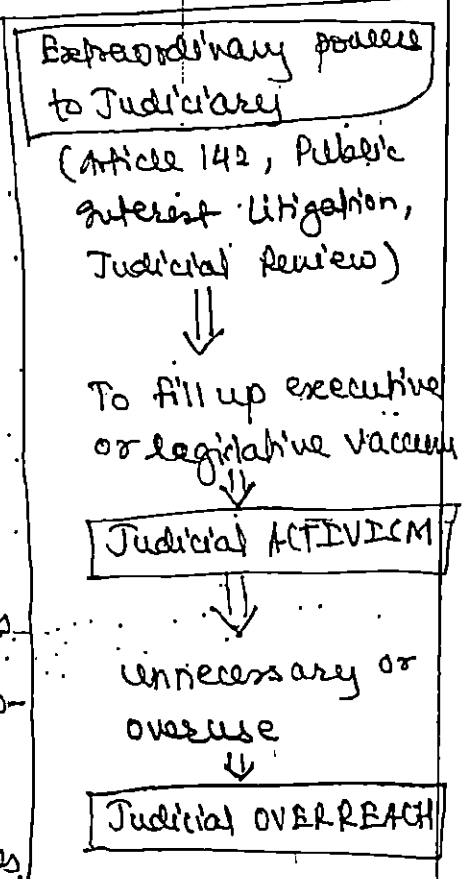 Extraordinary powers
to Judiciary
(Article 142, Public
Interest Litigation,
Judicial Review)
To fill up executive
or legislative vaccum
Judicial ACTIVISM
unnecessary or
overuse
Judicial OVERREACH